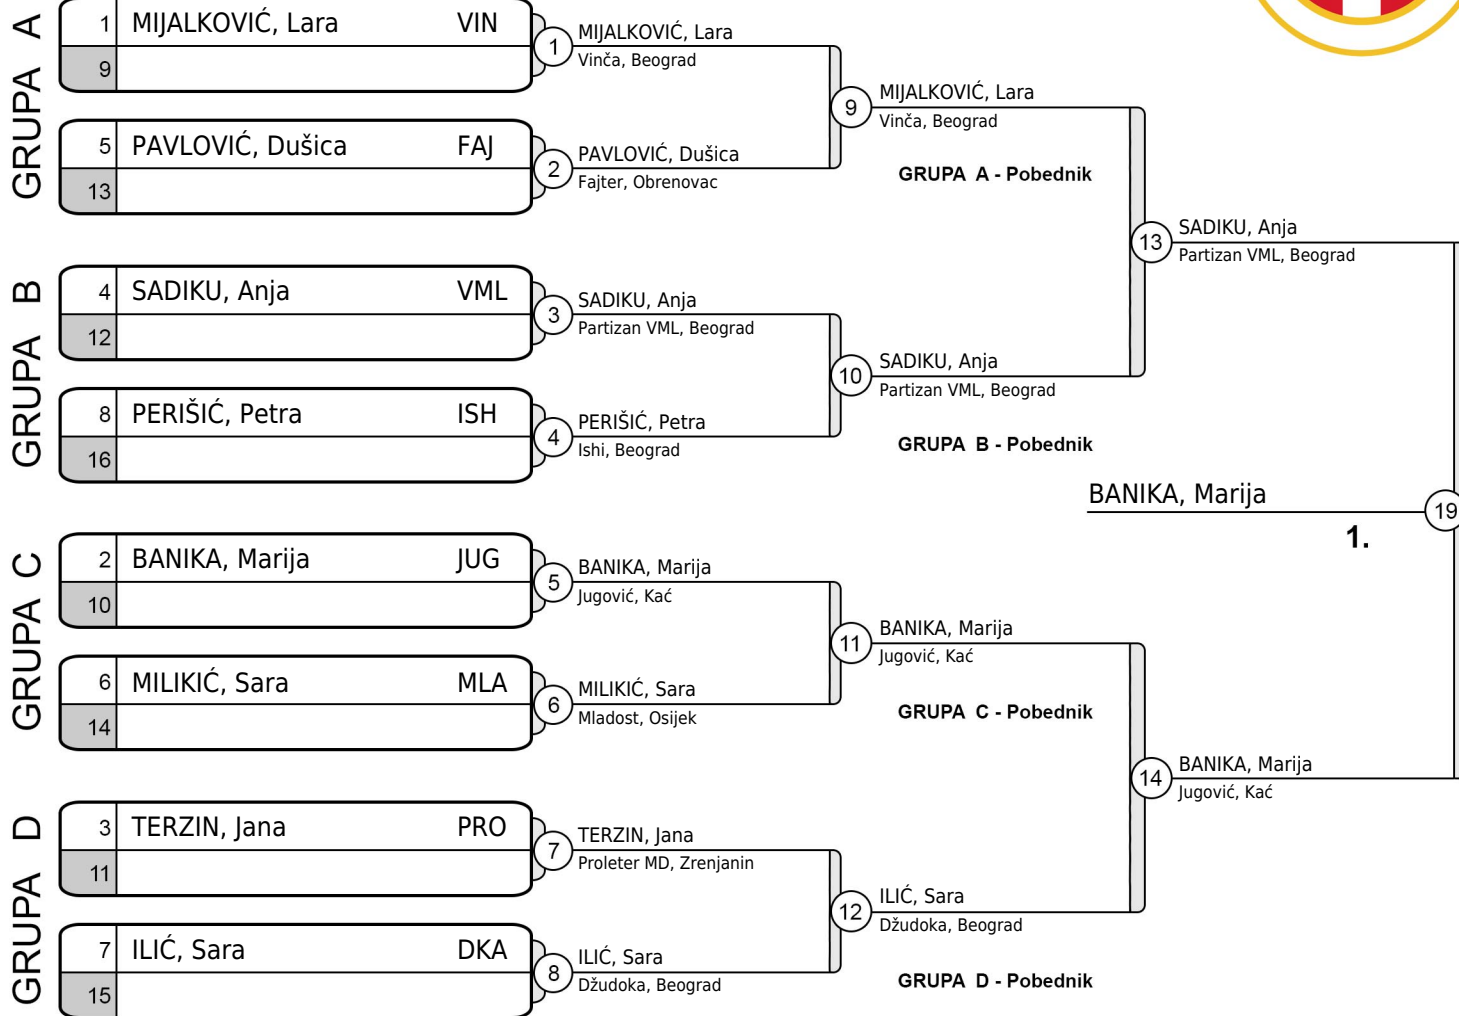 GRUPA A
1 MIJALKOVIĆ, Lara VIN
9
5 PAVLOVIĆ, Dušica FAJ
13
GRUPA B
4 SADIKU, Anja VML
12
8 PERIŠIĆ, Petra ISH
16
GRUPA C
2 BANIKA, Marija JUG
10
6 MILIKIĆ, Sara MLA
14
GRUPA D
3 TERZIN, Jana PRO
11
7 ILIĆ, Sara DKA
15
1
MIJALKOVIĆ, Lara
Vinča, Beograd
2
PAVLOVIĆ, Dušica
Fajter, Obrenovac
3
SADIKU, Anja
Partizan VML, Beograd
4
PERIŠIĆ, Petra
Ishi, Beograd
5
BANIKA, Marija
Jugović, Kać
6
MILIKIĆ, Sara
Mladost, Osijek
7
TERZIN, Jana
Proleter MD, Zrenjanin
8
ILIĆ, Sara
Džudoka, Beograd
9
MIJALKOVIĆ, Lara
Vinča, Beograd
GRUPA A - Pobednik
10
SADIKU, Anja
Partizan VML, Beograd
GRUPA B - Pobednik
11
BANIKA, Marija
Jugović, Kać
GRUPA C - Pobednik
12
ILIĆ, Sara
Džudoka, Beograd
GRUPA D - Pobednik
13
SADIKU, Anja
Partizan VML, Beograd
14
BANIKA, Marija
Jugović, Kać
BANIKA, Marija
19
1.